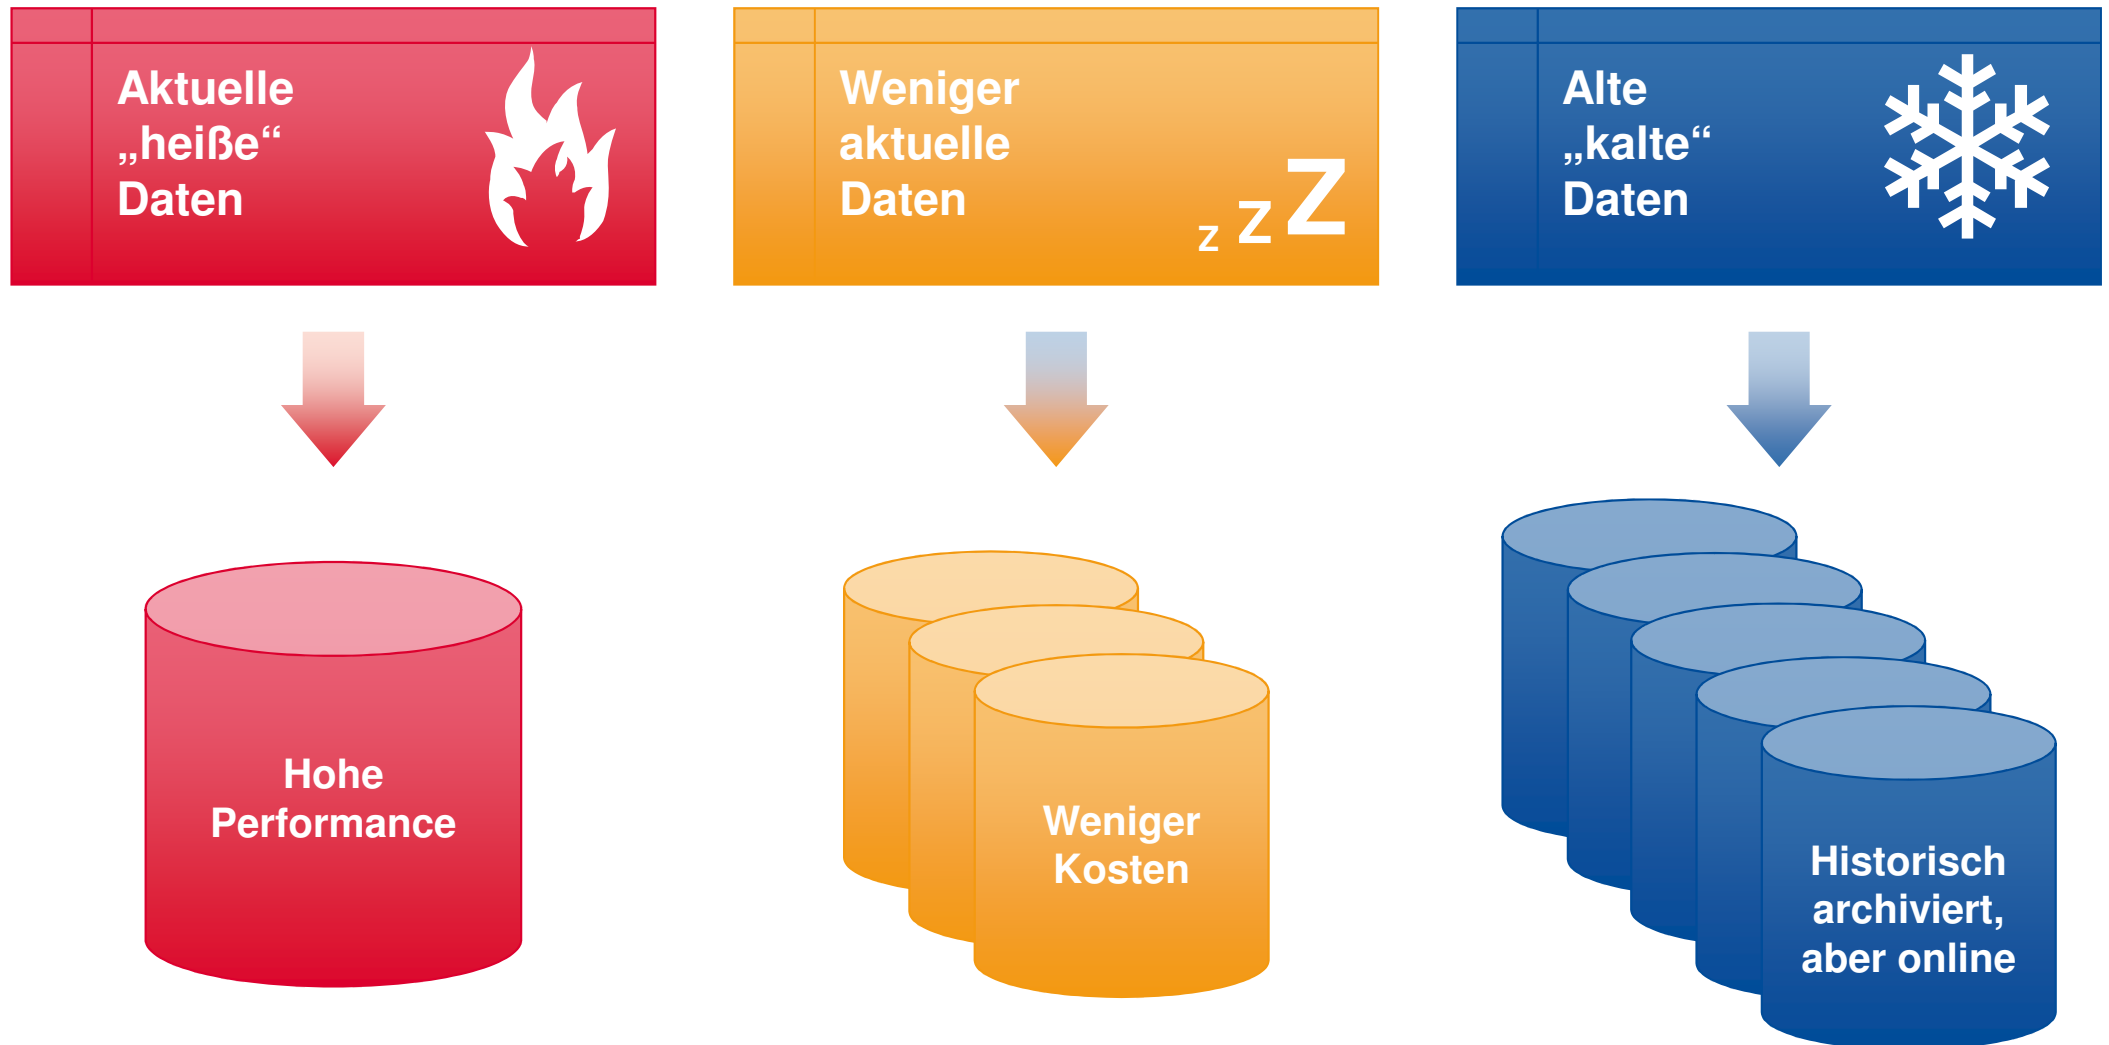 Aktuelle
„heiße“
Daten
Weniger
aktuelle
Daten
z z Z
Alte
„kalte“
Daten
Hohe
Performance
Weniger
Kosten
Historisch
archiviert,
aber online